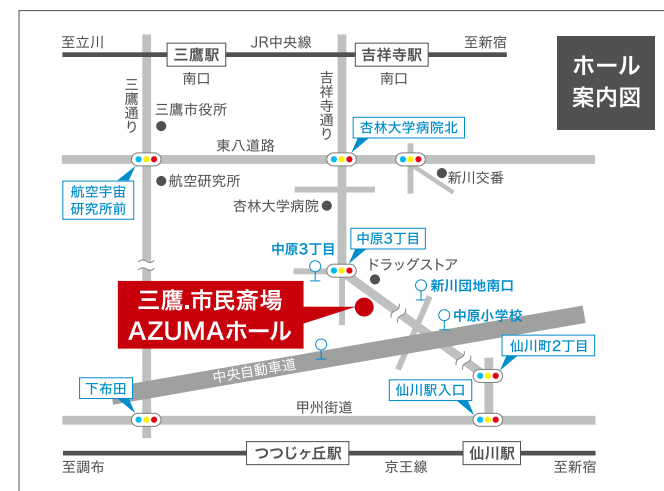 至立川
三鷹駅
JR中央線
吉祥寺駅
至新宿
南口
南口
ホール
案内図
三鷹通り
吉祥寺通り
三鷹市役所
杏林大学病院北
東八道路
航空研究所
新川交番
航空宇宙
研究所前
杏林大学病院
中原3丁目
中原3丁目
ドラッグストア
新川団地南口
三鷹.市民斎場
AZUMAホール
中原小学校
仙川町2丁目
中央自動車道
下布田
仙川駅入口
甲州街道
つつじヶ丘駅
仙川駅
至調布
京王線
至新宿